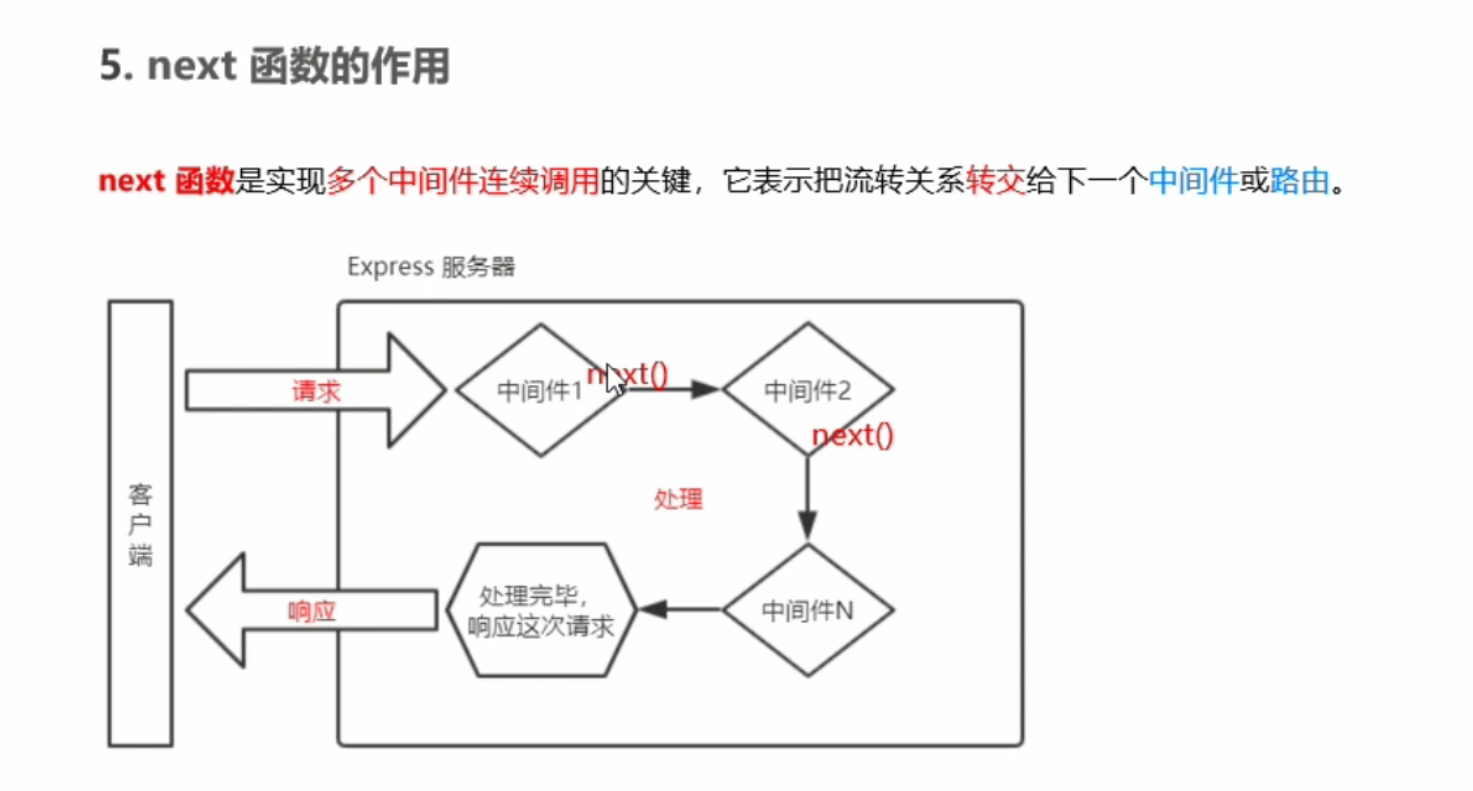 5. next 函数的作用
next 函数是实现多个中间件连续调用的关键，它表示把流转关系转交给下一个中间件或路由。
Express 服务器
请求
中间件1
next()
中间件2
next()
处理
客户端
响应
处理完毕，
响应这次请求
中间件N